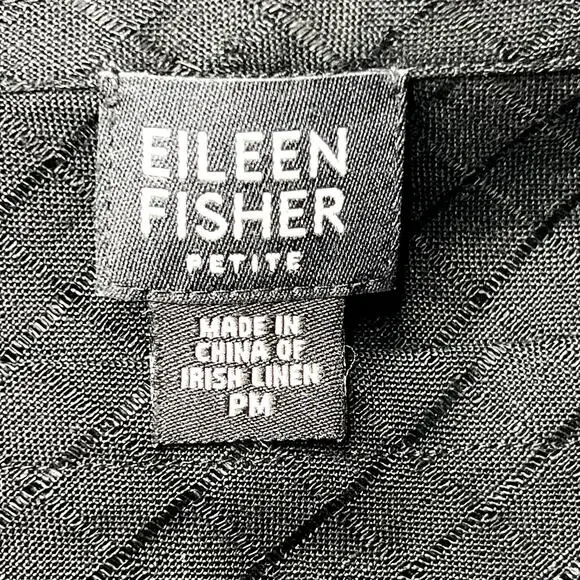 EILEEN
FISHER
PETITE
MADE IN
CHINA OF
IRISH LINEN
PM